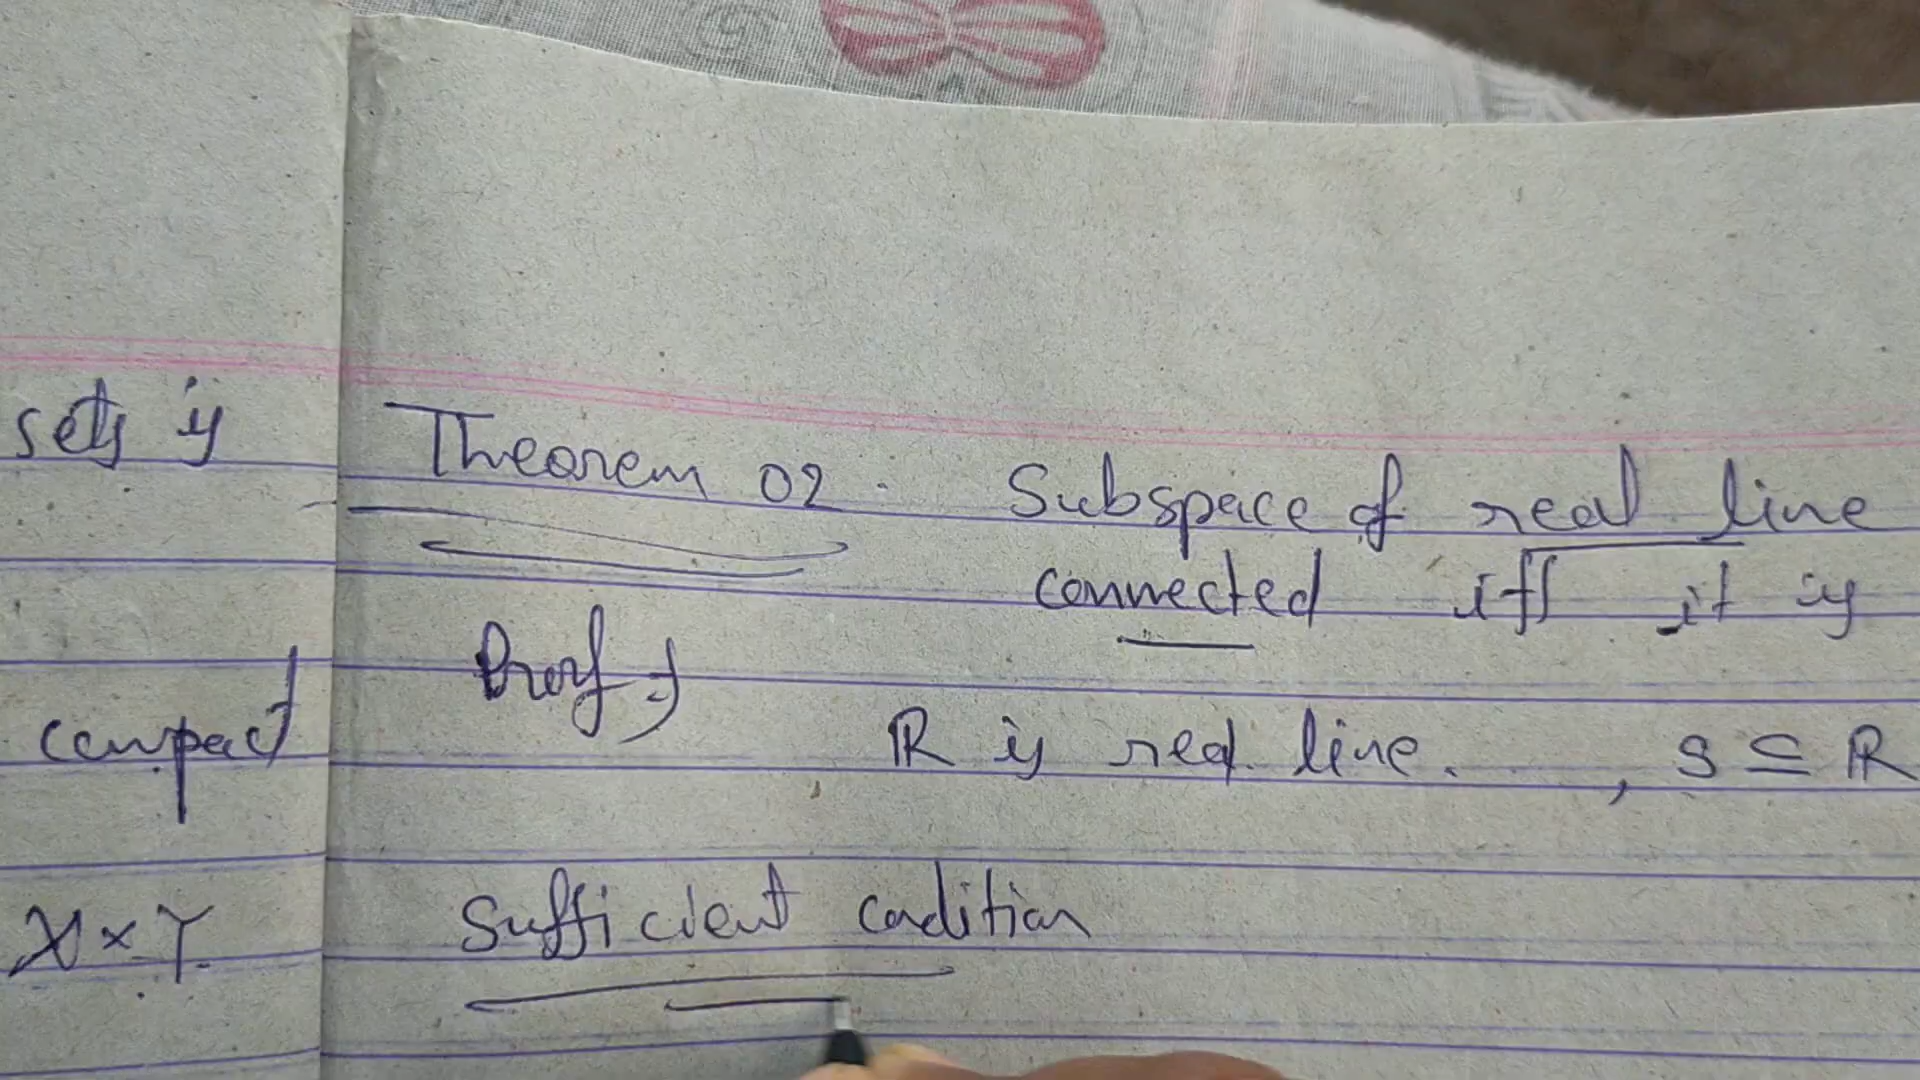 sets is
compact
X × Y
Theorem 02. Subspace of real line
connected iff it is
Proof :-
R is real line. , S ⊆ R
Sufficient condition